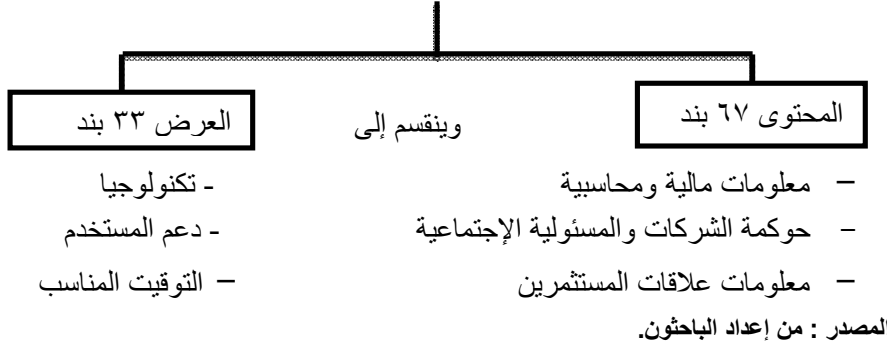 المحتوى ٦٧ بند
وينقسم إلى
العرض ٣٣ بند
– معلومات مالية ومحاسبية
- تكنولوجيا
- حوكمة الشركات والمسئولية الإجتماعية
- دعم المستخدم
– معلومات علاقات المستثمرين
– التوقيت المناسب
المصدر : من إعداد الباحثون.